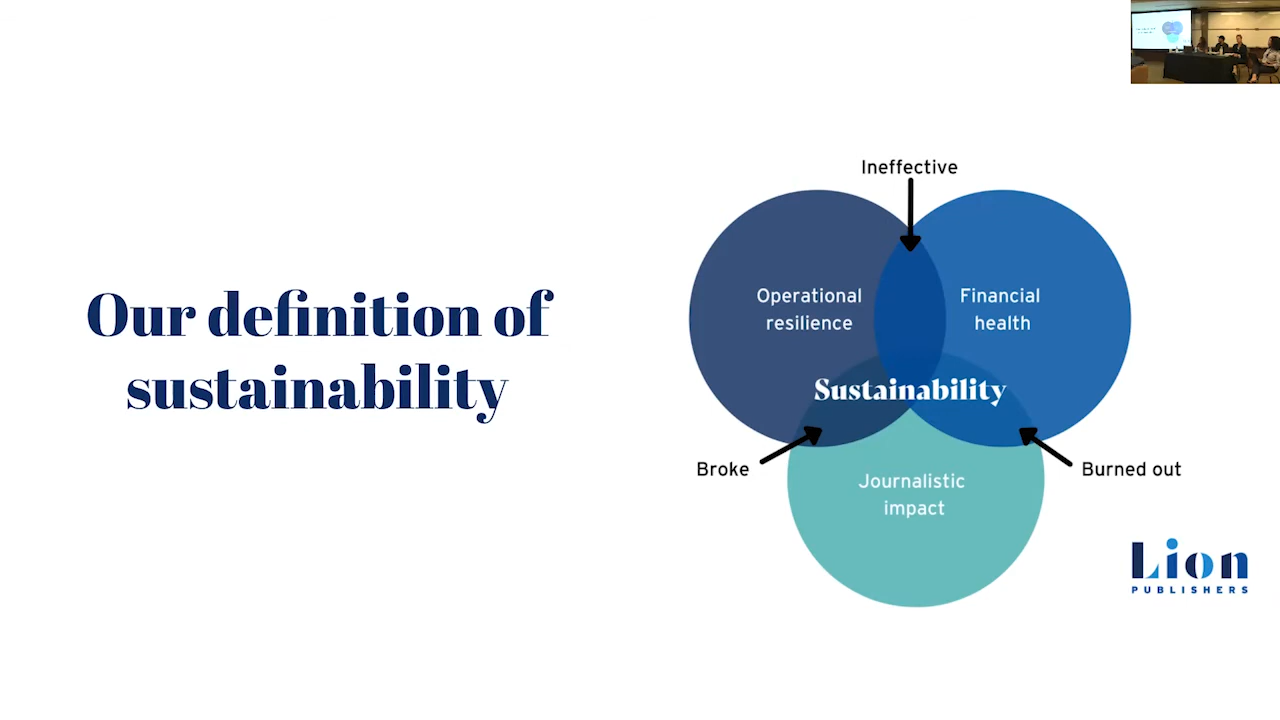 Our definition of
sustainability
Ineffective
Operational
resilience
Financial
health
Sustainability
Broke
Burned out
Journalistic
impact
Lion
PUBLISHERS